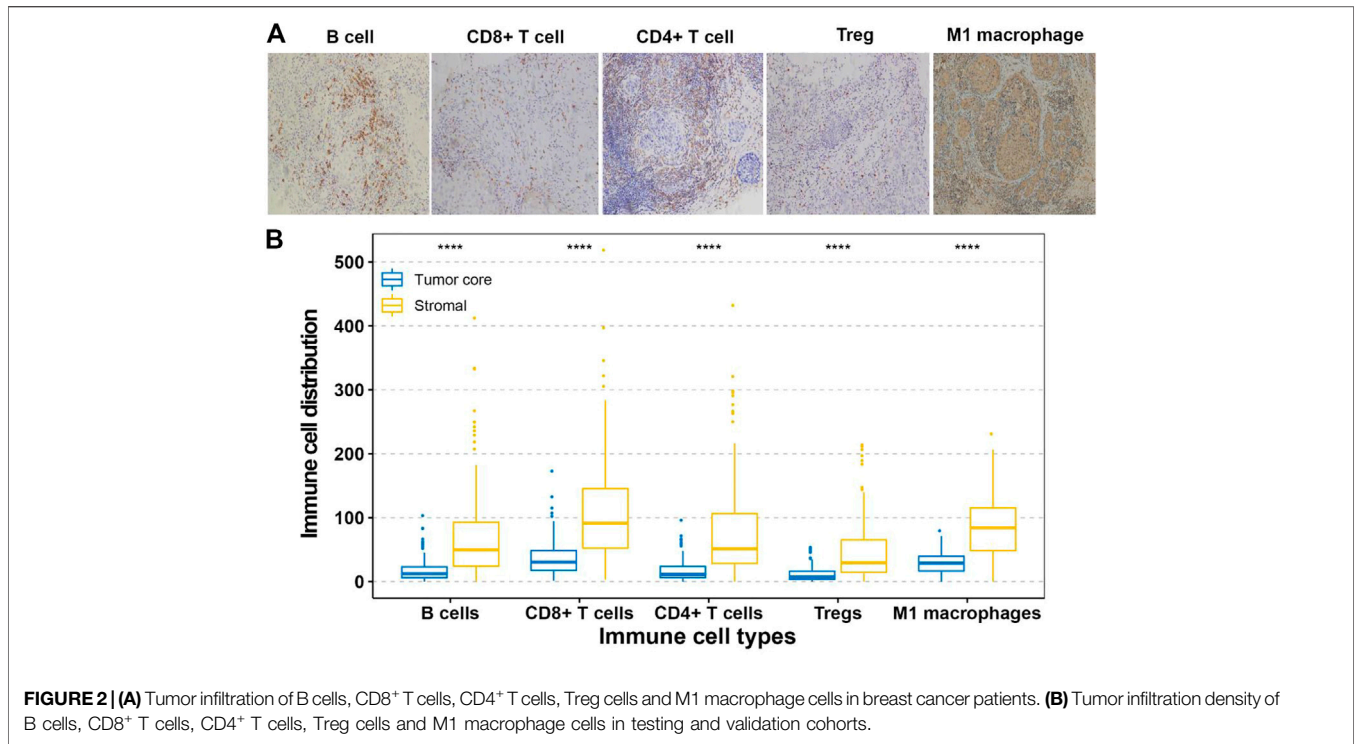 A
B cell CD8+ T cell CD4+ T cell Treg M1 macrophage
B
**** **** **** **** ****
500
Tumor core
Stromal
400
300
200
100
0
Immune cell distribution
B cells CD8+ T cells CD4+ T cells Tregs M1 macrophages
Immune cell types
FIGURE 2 | (A) Tumor infiltration of B cells, CD8⁺ T cells, CD4⁺ T cells, Treg cells and M1 macrophage cells in breast cancer patients. (B) Tumor infiltration density of
B cells, CD8⁺ T cells, CD4⁺ T cells, Treg cells and M1 macrophage cells in testing and validation cohorts.